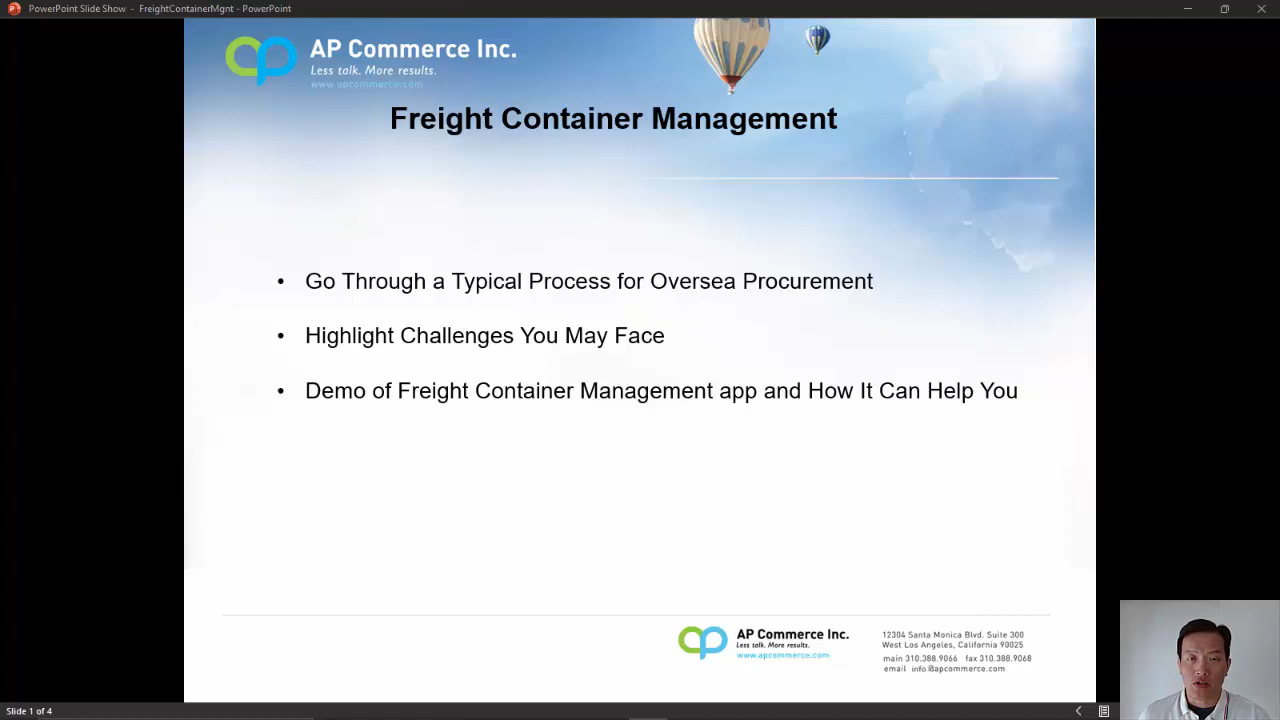 PowerPoint Slide Show - FreightContainerMgnt - PowerPoint
AP Commerce Inc.
Less talk. More results.
www.apcommerce.com
Freight Container Management
• Go Through a Typical Process for Oversea Procurement
• Highlight Challenges You May Face
• Demo of Freight Container Management app and How It Can Help You
AP Commerce Inc.
Less talk. More results.
www.apcommerce.com
12304 Santa Monica Blvd. Suite 300
West Los Angeles, California 90025
main 310.388.9066 fax 310.388.9068
email info@apcommerce.com
Slide 1 of 4